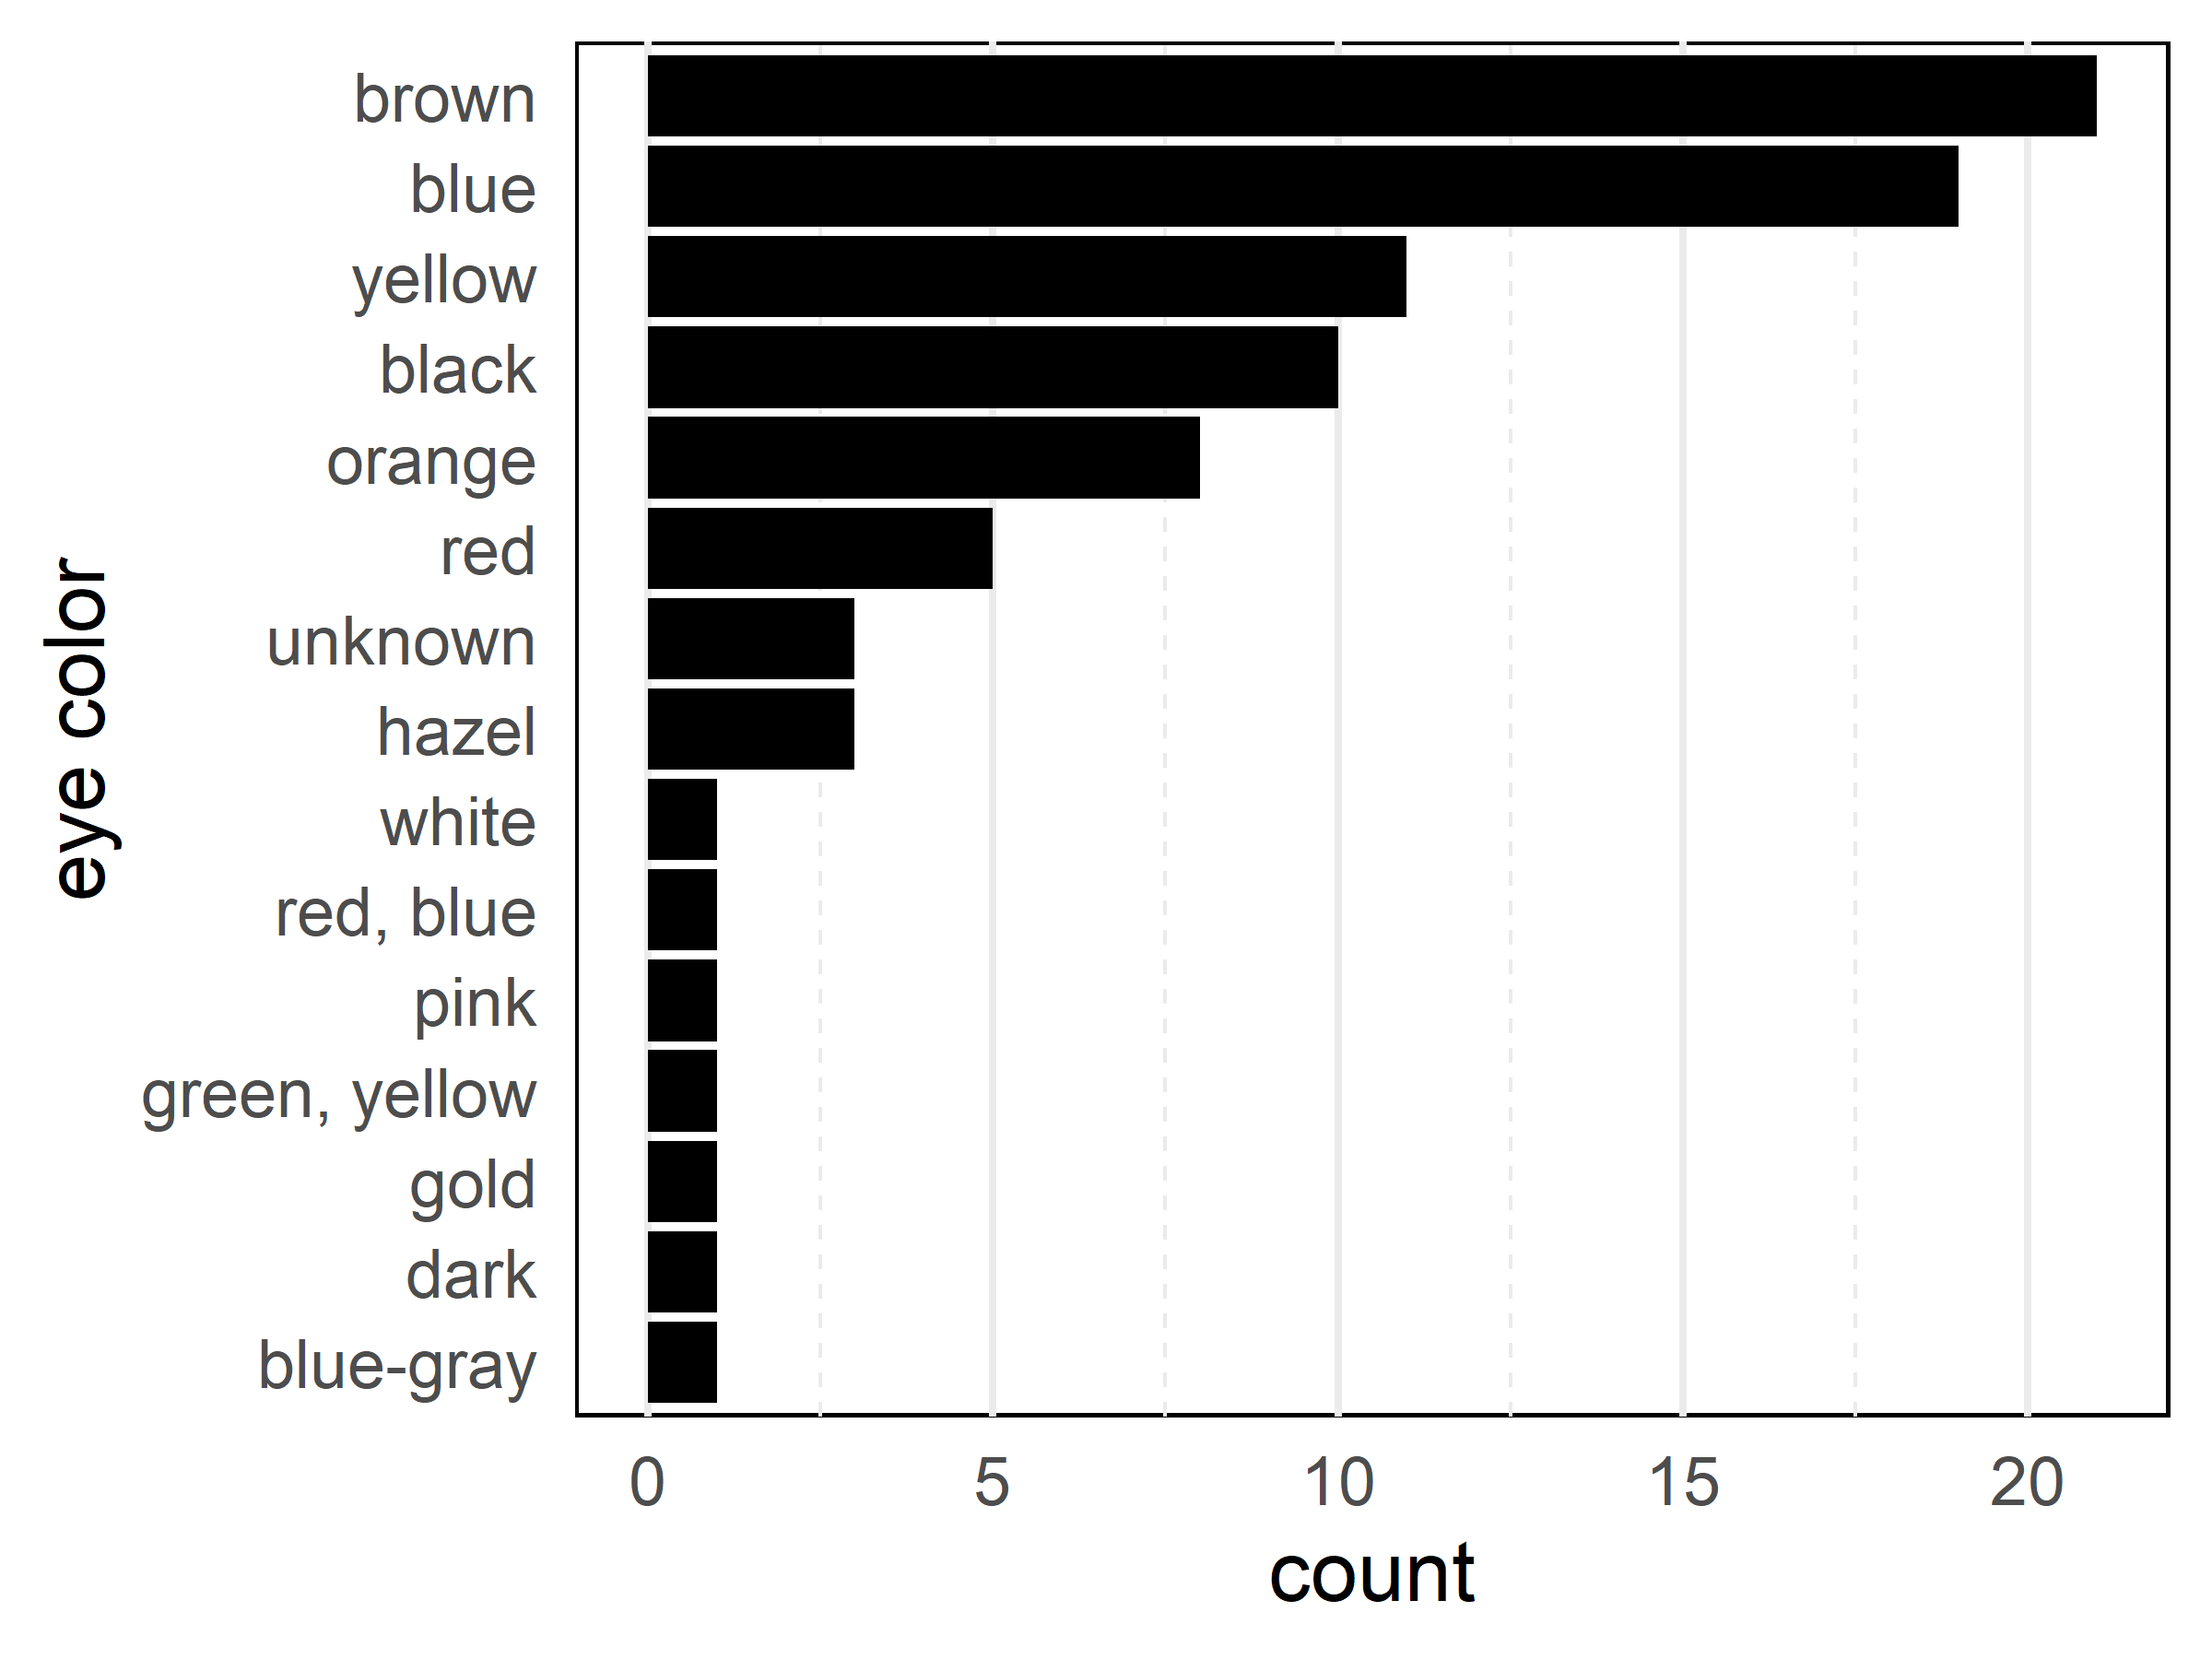 brown
blue
yellow
black
orange
red
unknown
hazel
white
red, blue
pink
green, yellow
gold
dark
blue-gray
eye color
0 5 10 15 20
count